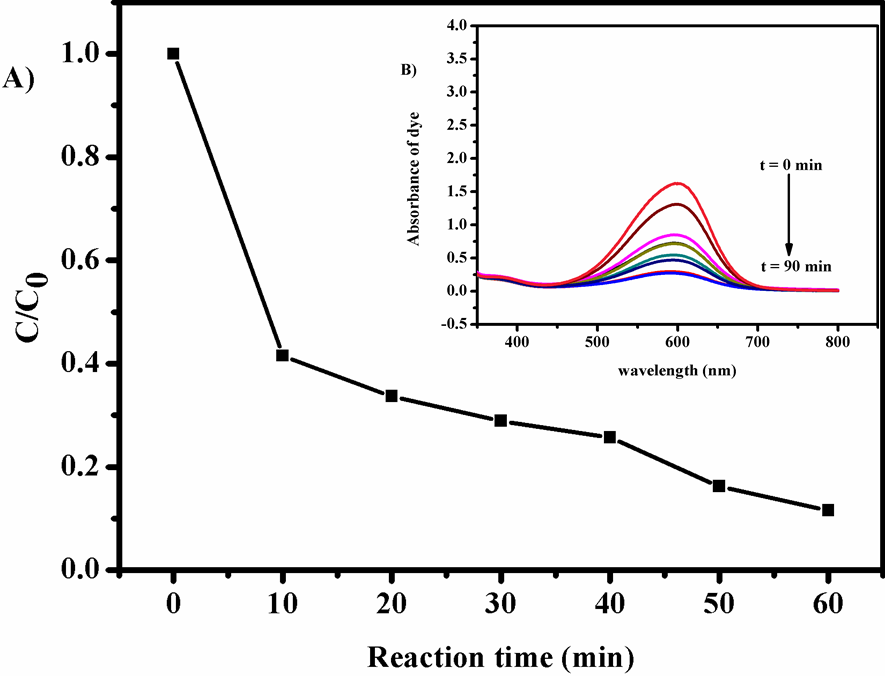 A)
C/C0
1.0
0.8
0.6
0.4
0.2
0.0
0 10 20 30 40 50 60
Reaction time (min)
B)
Absorbance of dye
4.0
3.5
3.0
2.5
2.0
1.5
1.0
0.5
0.0
-0.5
t = 0 min
t = 90 min
400 500 600 700 800
wavelength (nm)